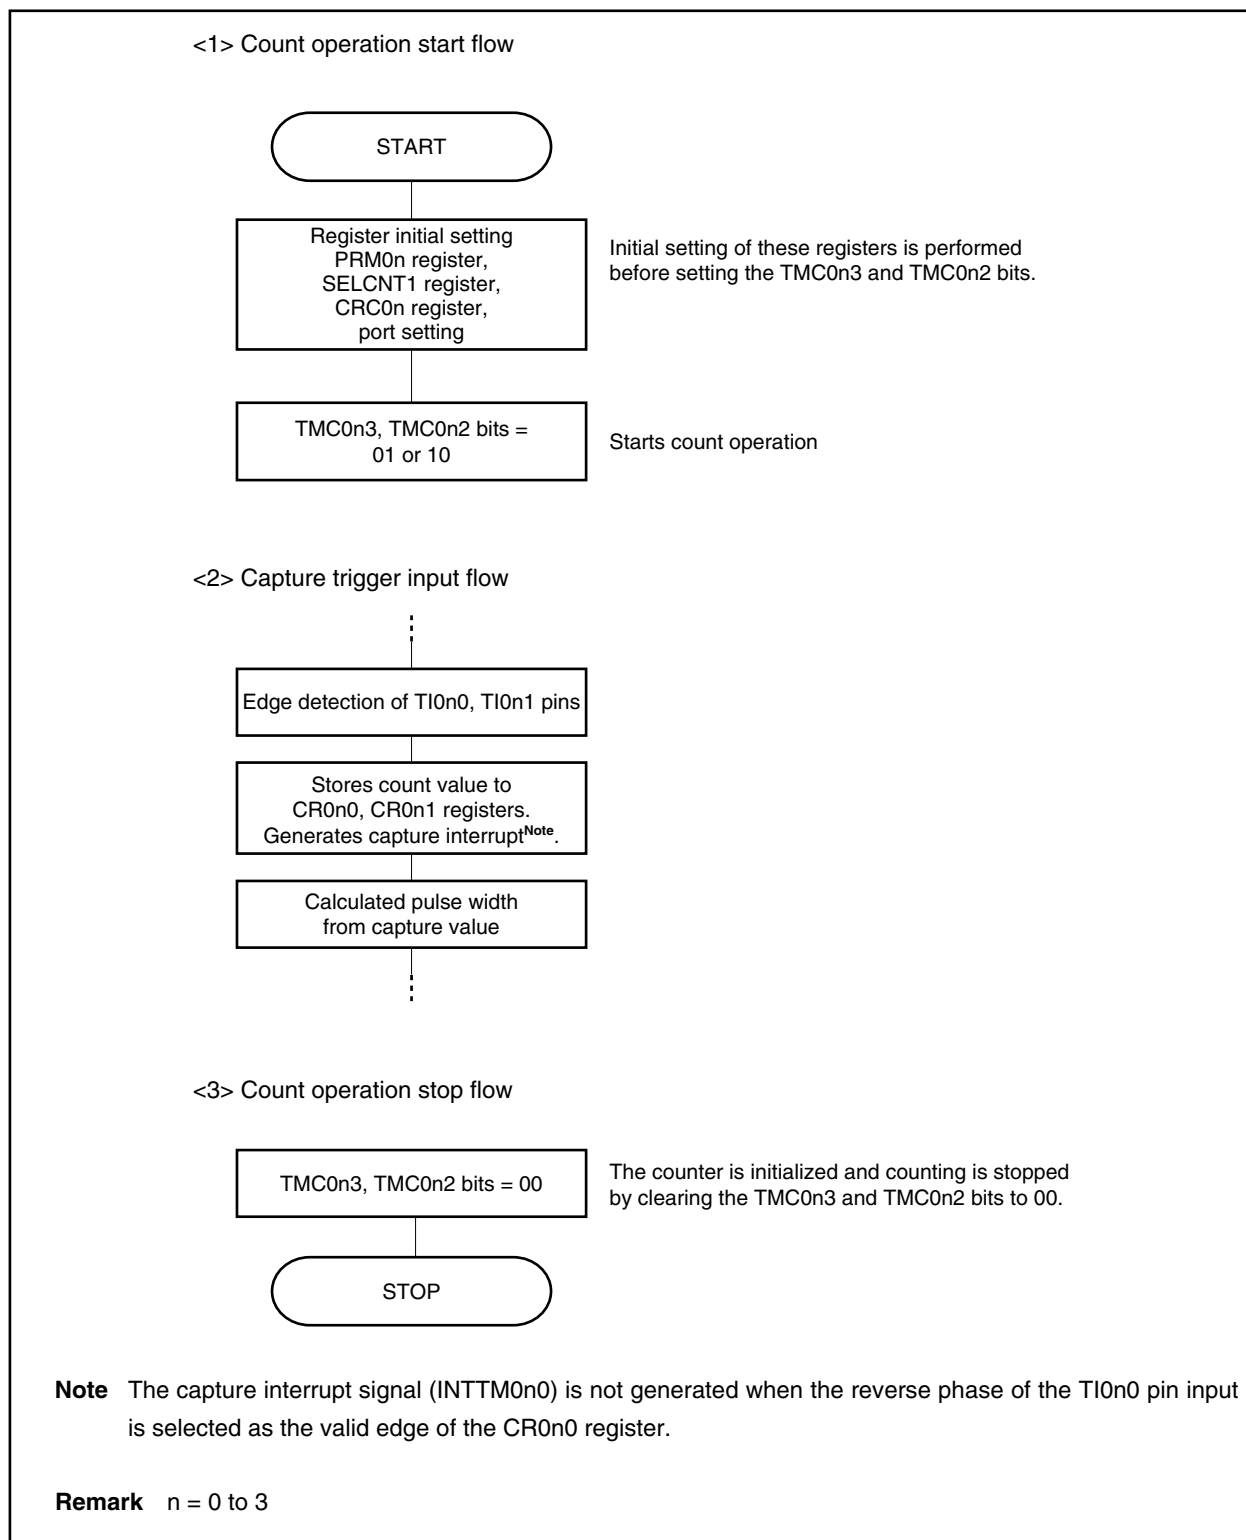 <1> Count operation start flow
START
Register initial setting
PRM0n register,
SELCNT1 register,
CRC0n register,
port setting
Initial setting of these registers is performed
before setting the TMC0n3 and TMC0n2 bits.
TMC0n3, TMC0n2 bits =
01 or 10
Starts count operation
<2> Capture trigger input flow
Edge detection of TI0n0, TI0n1 pins
Stores count value to
CR0n0, CR0n1 registers.
Generates capture interruptNote.
Calculated pulse width
from capture value
<3> Count operation stop flow
TMC0n3, TMC0n2 bits = 00
The counter is initialized and counting is stopped
by clearing the TMC0n3 and TMC0n2 bits to 00.
STOP
Note The capture interrupt signal (INTTM0n0) is not generated when the reverse phase of the TI0n0 pin input
is selected as the valid edge of the CR0n0 register.
Remark n = 0 to 3